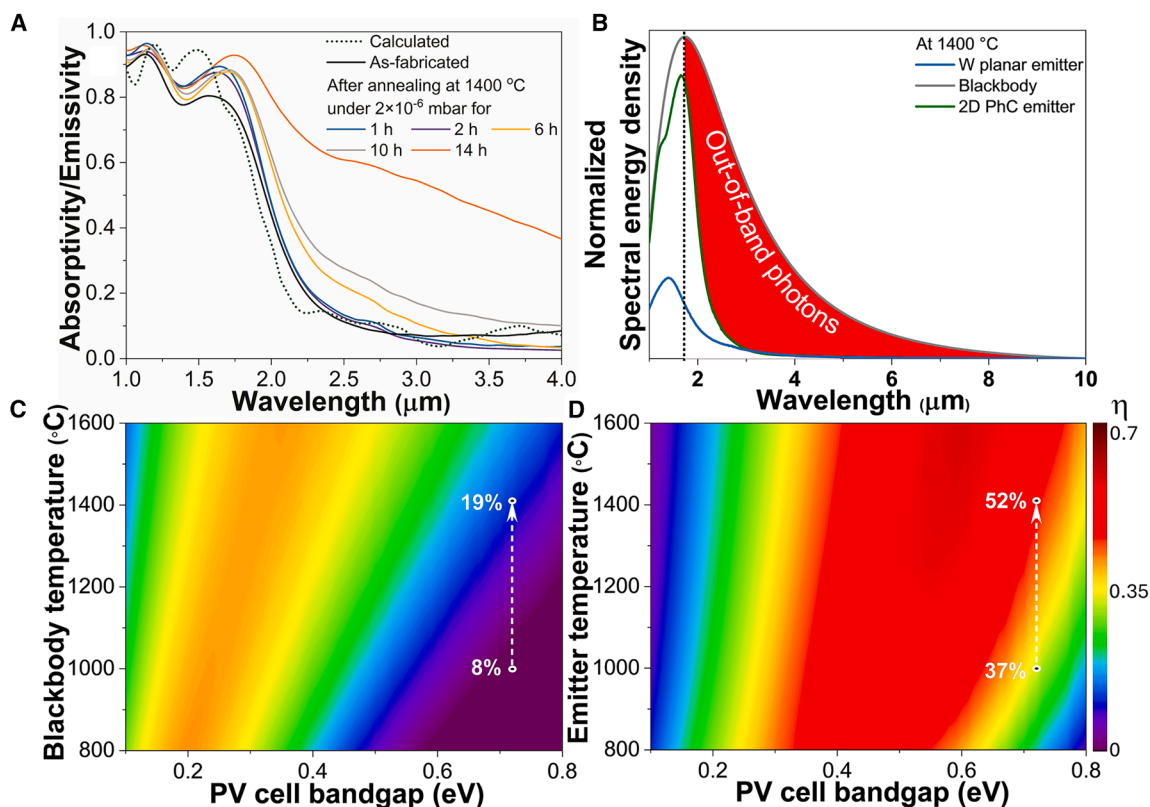 A
Absorptivity/Emissivity
1.0
0.8
0.6
0.4
0.2
0.0
Calculated
As-fabricated
After annealing at 1400 °C
under 2×10⁻⁶ mbar for
1 h 2 h 6 h
10 h 14 h
1.0 1.5 2.0 2.5 3.0 3.5 4.0
Wavelength (μm)
B
Normalized
Spectral energy density
At 1400 °C
W planar emitter
Blackbody
2D PhC emitter
Out-of-band photons
2 4 6 8 10
Wavelength (μm)
C
Blackbody temperature (°C)
1600
1400
1200
1000
800
19%
8%
0.2 0.4 0.6 0.8
PV cell bandgap (eV)
D
Emitter temperature (°C)
1600
1400
1200
1000
800
52%
37%
0.2 0.4 0.6 0.8
PV cell bandgap (eV)
η
0.7
0.35
0